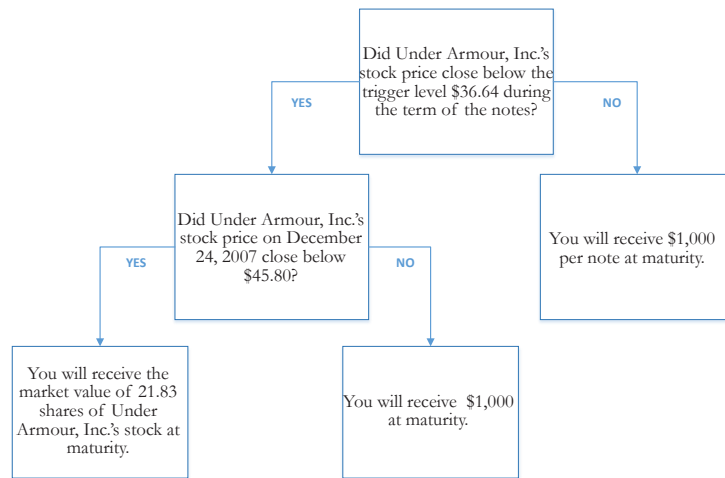 Did Under Armour, Inc.'s
stock price close below the
trigger level $36.64 during
the term of the notes?
YES
NO
Did Under Armour, Inc.'s
stock price on December
24, 2007 close below
$45.80?
You will receive $1,000
per note at maturity.
YES
NO
You will receive the
market value of 21.83
shares of Under
Armour, Inc.'s stock at
maturity.
You will receive $1,000
at maturity.